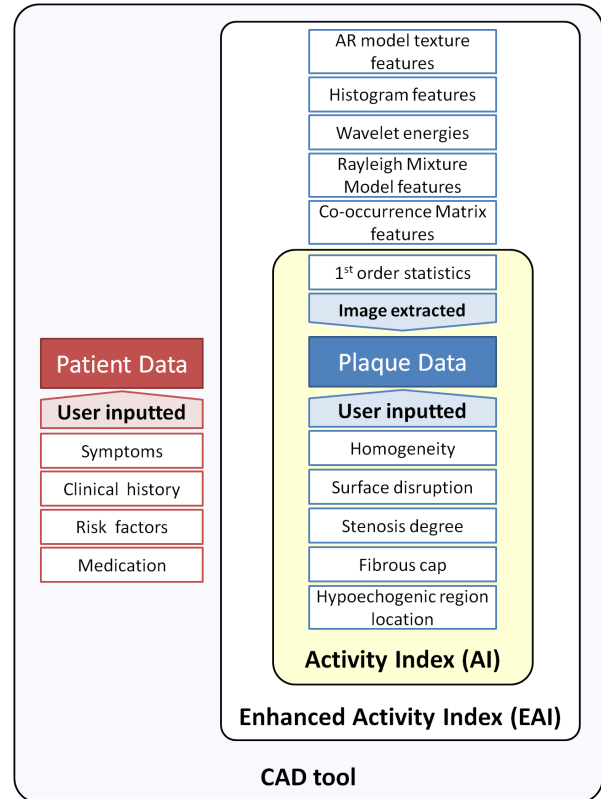 AR model texture
features
Histogram features
Wavelet energies
Rayleigh Mixture
Model features
Co-occurrence Matrix
features
1st order statistics
Image extracted
Patient Data
Plaque Data
User inputted
User inputted
Symptoms
Homogeneity
Clinical history
Surface disruption
Risk factors
Stenosis degree
Medication
Fibrous cap
Hypoechogenic region
location
Activity Index (AI)
Enhanced Activity Index (EAI)
CAD tool